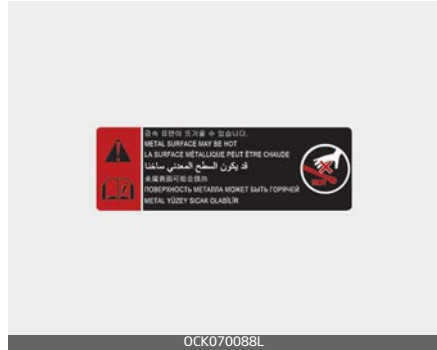 금속 표면이 뜨거울 수 있습니다.
METAL SURFACE MAY BE HOT
LA SURFACE MÉTALLIQUE PEUT ÊTRE CHAUDE
قد يكون السطح المعدني ساخنا
金属表面可能会很热
ПОВЕРХНОСТЬ МЕТАЛЛА МОЖЕТ БЫТЬ ГОРЯЧЕЙ
METAL YÜZEY SICAK OLABİLİR
HOT
OCK070088L